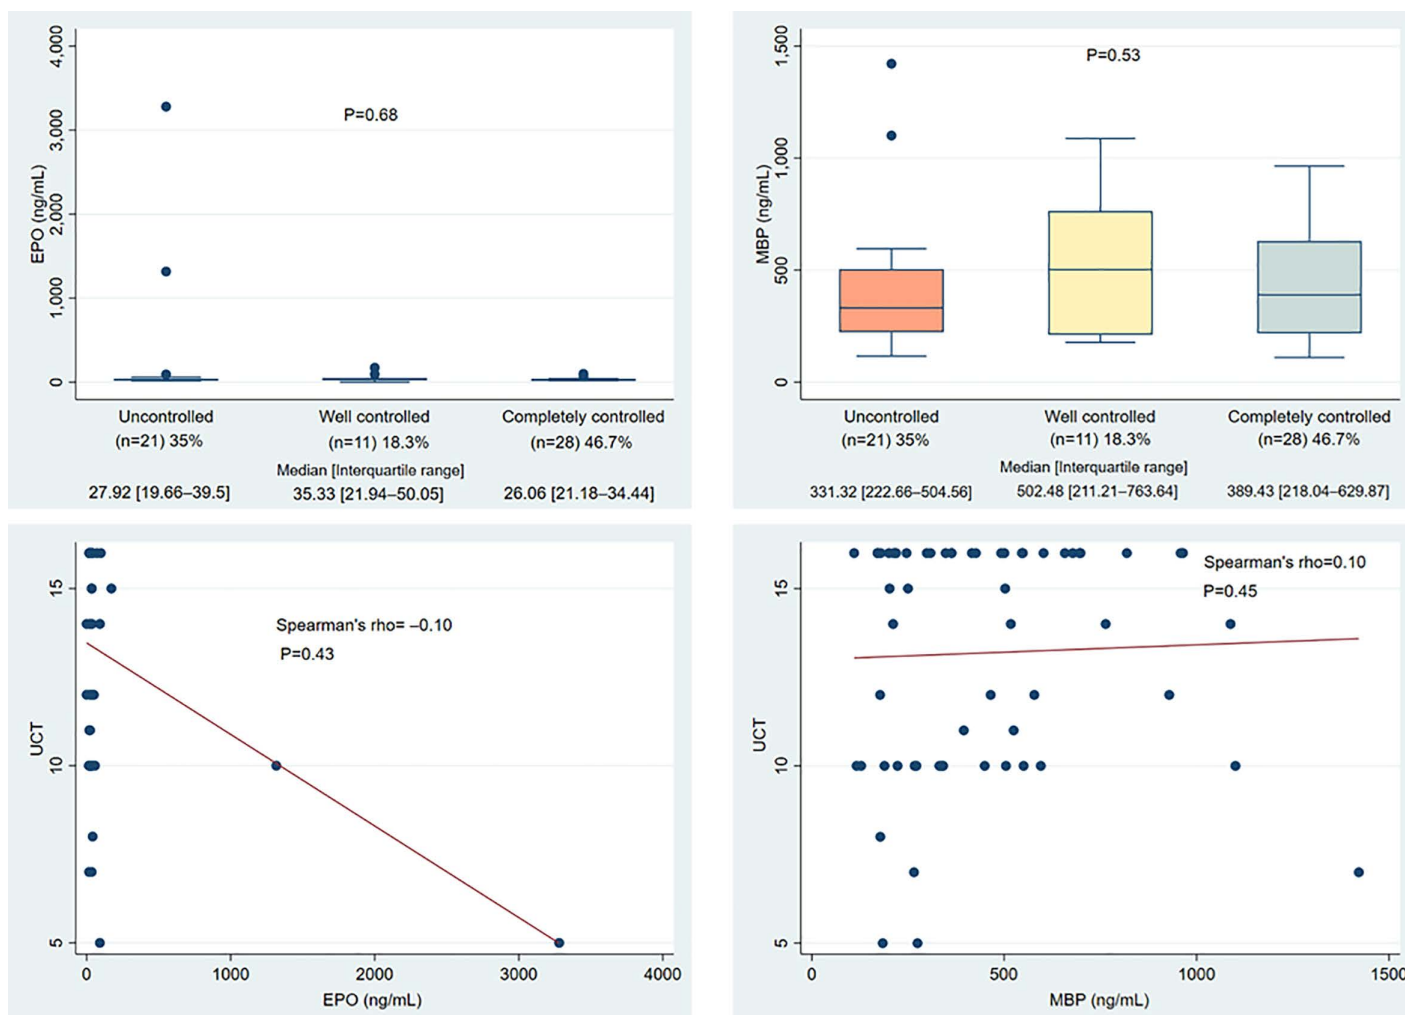 4,000
3,000
2,000
1,000
0
EPO (ng/mL)
P=0.68
Uncontrolled Well controlled Completely controlled
(n=21) 35% (n=11) 18.3% (n=28) 46.7%
Median [Interquartile range]
27.92 [19.66–39.5] 35.33 [21.94–50.05] 26.06 [21.18–34.44]
1,500
1,000
500
0
MBP (ng/mL)
P=0.53
Uncontrolled Well controlled Completely controlled
(n=21) 35% (n=11) 18.3% (n=28) 46.7%
Median [Interquartile range]
331.32 [222.66–504.56] 502.48 [211.21–763.64] 389.43 [218.04–629.87]
15
10
5
UCT
Spearman's rho= –0.10
P=0.43
0 1000 2000 3000 4000
EPO (ng/mL)
15
10
5
UCT
Spearman's rho=0.10
P=0.45
0 500 1000 1500
MBP (ng/mL)